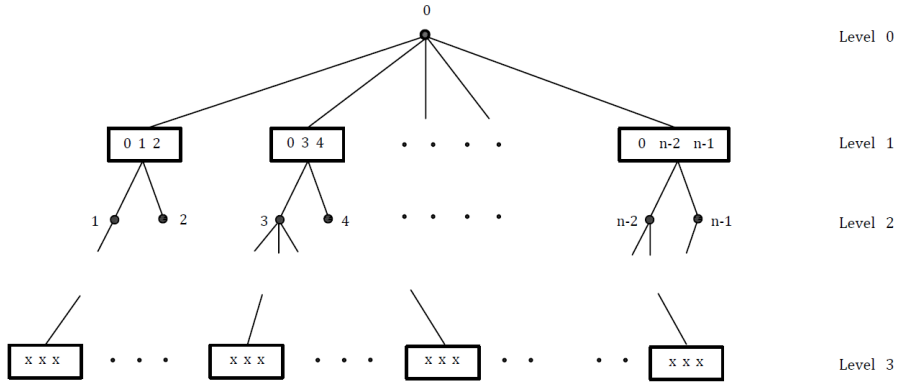 0
Level 0
0 1 2 0 3 4 0 n-2 n-1 Level 1
1 2 3 4 n-2 n-1 Level 2
x x x x x x x x x x x x Level 3